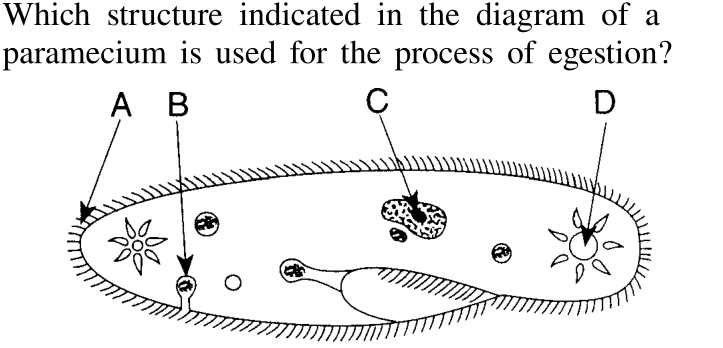 Which structure indicated in the diagram of a
paramecium is used for the process of egestion?
A B C D